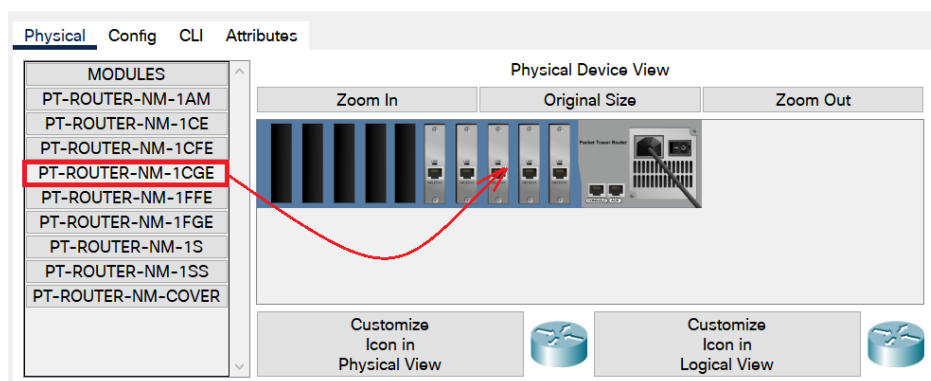 Physical Config CLI Attributes
MODULES
PT-ROUTER-NM-1AM
PT-ROUTER-NM-1CE
PT-ROUTER-NM-1CFE
PT-ROUTER-NM-1CGE
PT-ROUTER-NM-1FFE
PT-ROUTER-NM-1FGE
PT-ROUTER-NM-1S
PT-ROUTER-NM-1SS
PT-ROUTER-NM-COVER
Physical Device View
Zoom In
Original Size
Zoom Out
Packet Tracer Router
Customize
Icon in
Physical View
Customize
Icon in
Logical View